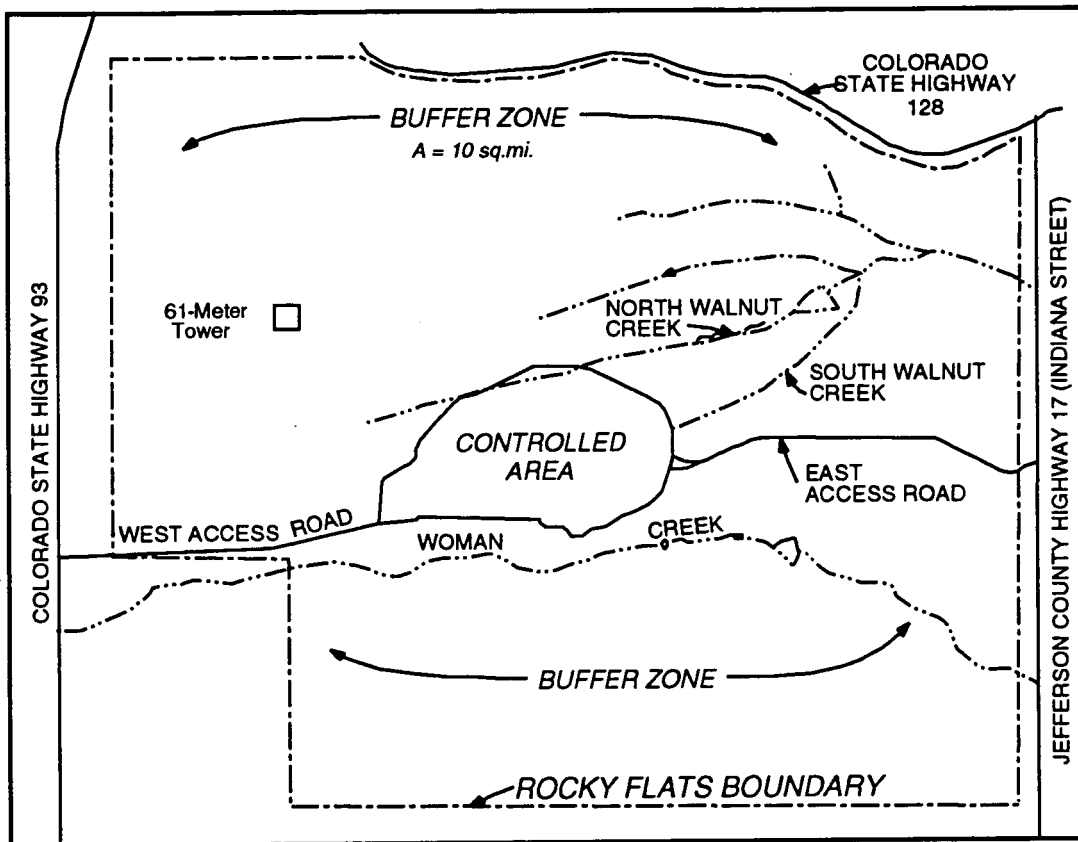 COLORADO
STATE HIGHWAY
128
BUFFER ZONE
A = 10 sq.mi.
61-Meter
Tower
NORTH WALNUT
CREEK
SOUTH WALNUT
CREEK
CONTROLLED
AREA
EAST
ACCESS ROAD
WEST ACCESS ROAD
WOMAN CREEK
BUFFER ZONE
ROCKY FLATS BOUNDARY
COLORADO STATE HIGHWAY 93
JEFFERSON COUNTY HIGHWAY 17 (INDIANA STREET)